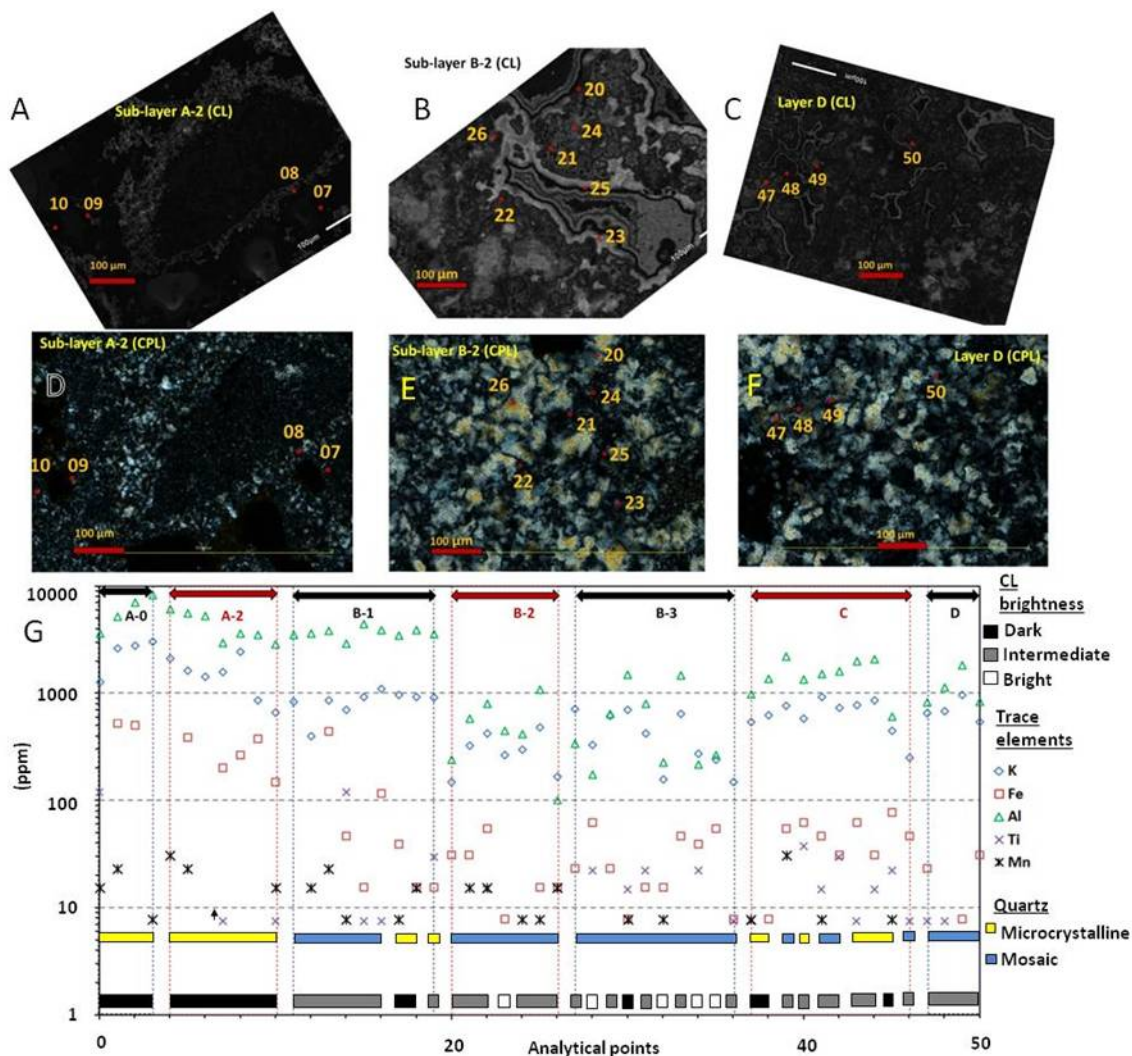 A
Sub-layer A-2 (CL)
10
09
08
07
100µm
100 µm
Sub-layer B-2 (CL)
B
20
26
24
21
25
22
23
100µm
100 µm
C
100µm
Layer D (CL)
50
49
48
47
100 µm
Sub-layer A-2 (CPL)
D
08
07
10
09
100 µm
Sub-layer B-2 (CPL)
E
20
26
24
21
25
22
23
100 µm
Layer D (CPL)
F
50
49
48
47
100 µm
G
10000
1000
100
10
1
(ppm)
A-0
A-2
B-1
B-2
B-3
C
D
0
20
40
50
Analytical points
CL
brightness
Dark
Intermediate
Bright
Trace
elements
K
Fe
Al
Ti
Mn
Quartz
Microcrystalline
Mosaic